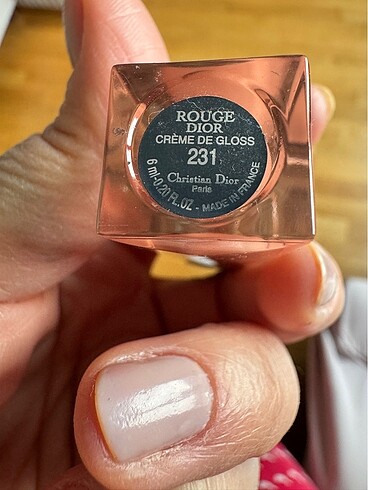 ROUGE
DIOR
CRÈME DE GLOSS
231
Christian Dior
Paris
6 ml-0.20 FL.OZ - MADE IN FRANCE